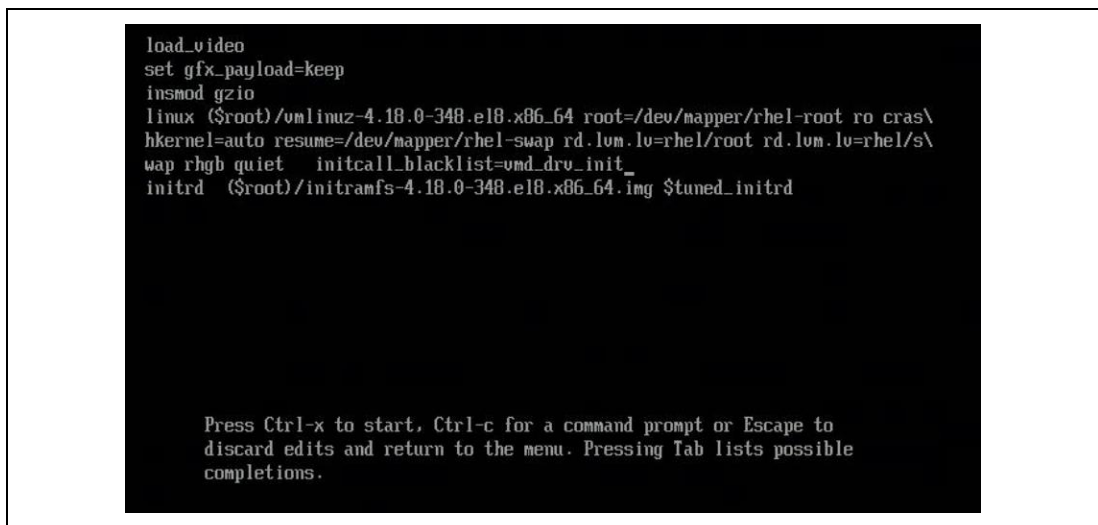 load_video
set gfx_payload=keep
insmod gzio
linux ($root)/vmlinuz-4.18.0-348.el8.x86_64 root=/dev/mapper/rhel-root ro cras\
hkernel=auto resume=/dev/mapper/rhel-swap rd.lvm.lv=rhel/root rd.lvm.lv=rhel/s\
wap rhgb quiet   initcall_blacklist=vmd_drv_init_
initrd  ($root)/initramfs-4.18.0-348.el8.x86_64.img $tuned_initrd
Press Ctrl-x to start, Ctrl-c for a command prompt or Escape to
discard edits and return to the menu. Pressing Tab lists possible
completions.